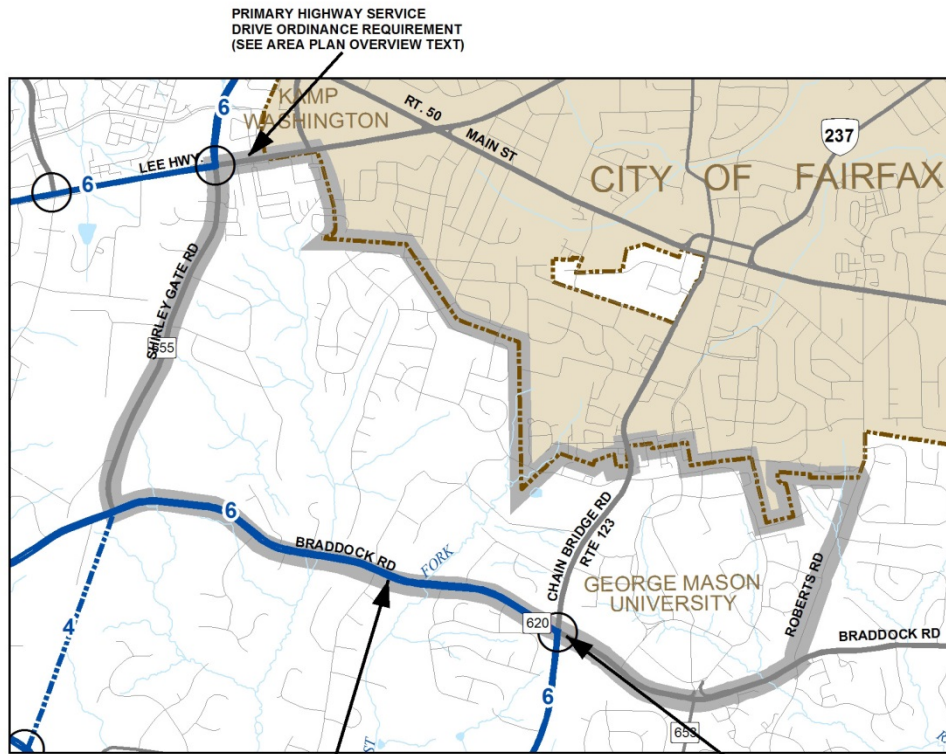 PRIMARY HIGHWAY SERVICE
DRIVE ORDINANCE REQUIREMENT
(SEE AREA PLAN OVERVIEW TEXT)
6
KAMP
WASHINGTON
RT. 50
MAIN ST
237
LEE HWY.
6
CITY OF FAIRFAX
SHIRLEY GATE RD
655
6
BRADDOCK RD
FORK
CHAIN BRIDGE RD
RTE 123
GEORGE MASON
UNIVERSITY
ROBERTS RD
620
BRADDOCK RD
4
6
653
ST